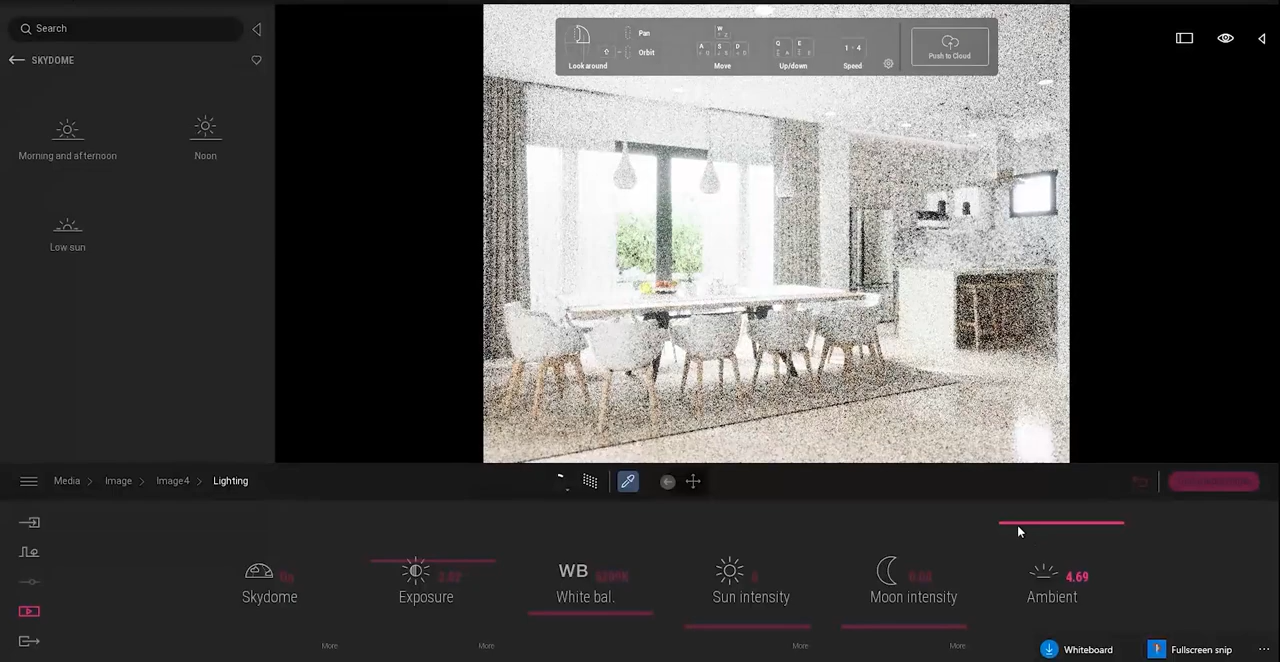 Search
SKYDOME
Morning and afternoon
Noon
Low sun
Pan
Orbit
Look around
W
A S D
Move
Q E
Up/down
1 - 4
Speed
Push to Cloud
Media > Image > Image4 > Lighting
Skydome
Exposure
WB
White bal.
Sun intensity
Moon intensity
4.69
Ambient
More
More
More
More
Whiteboard
Fullscreen snip